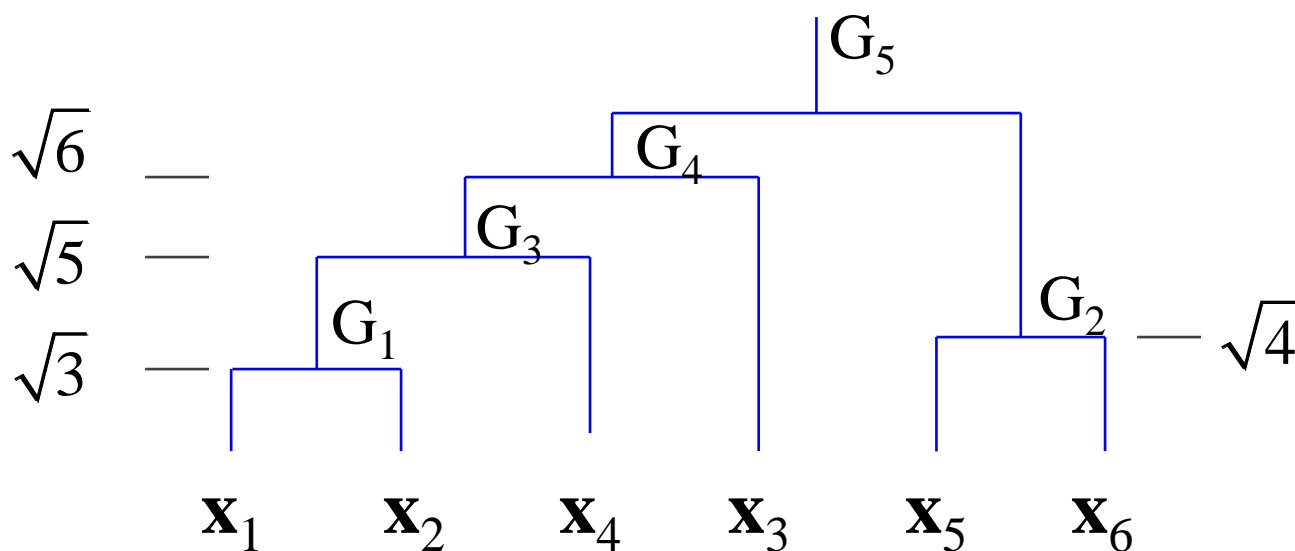 G₅
√6
G₄
√5
G₃
√3
G₁
G₂
√4
x₁ x₂ x₄ x₃ x₅ x₆